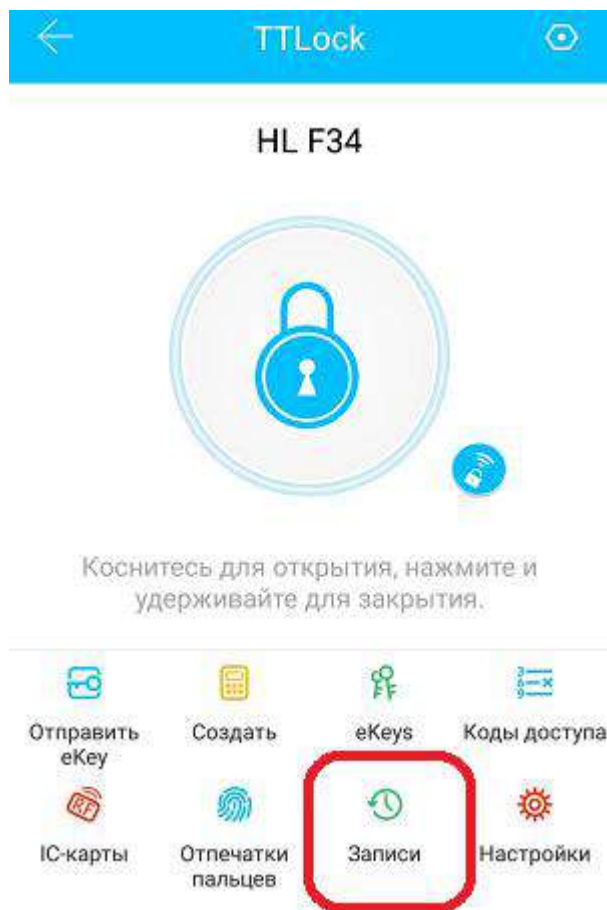 TTLock
HL F34
Коснитесь для открытия, нажмите и
удерживайте для закрытия.
Отправить
eKey
Создать
eKeys
Коды доступа
RF
IC-карты
Отпечатки
пальцев
Записи
Настройки